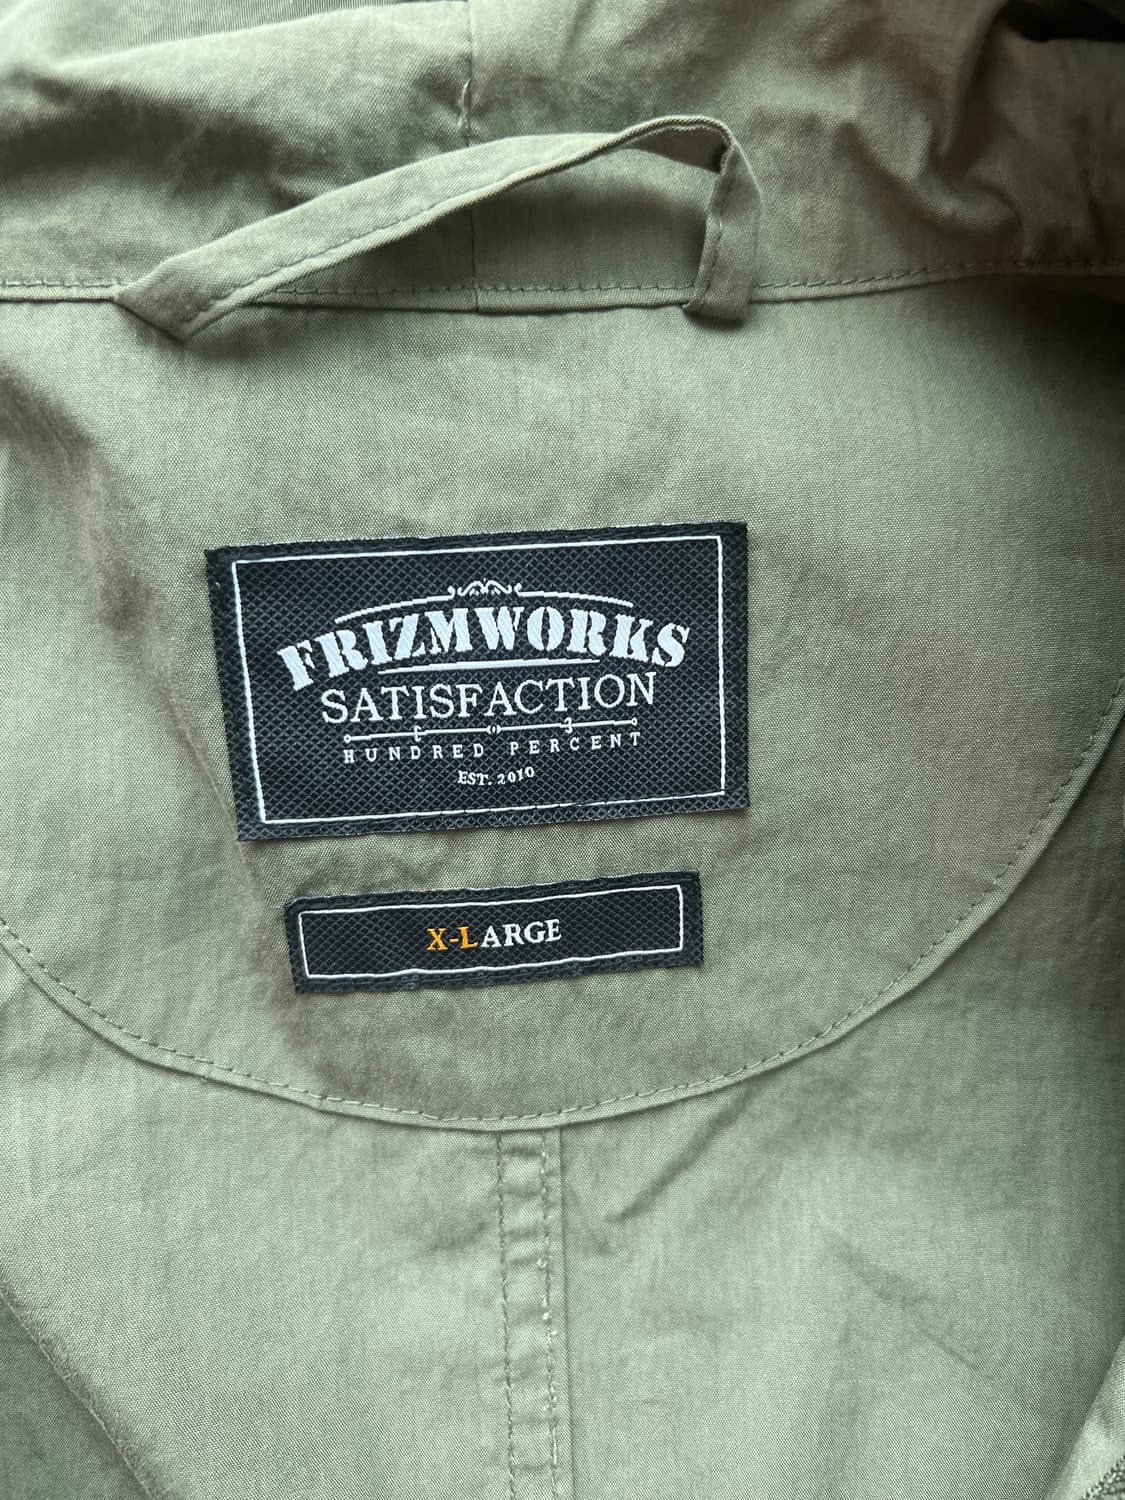 FRIZMWORKS
SATISFACTION
HUNDRED PERCENT
EST. 2010
X-LARGE